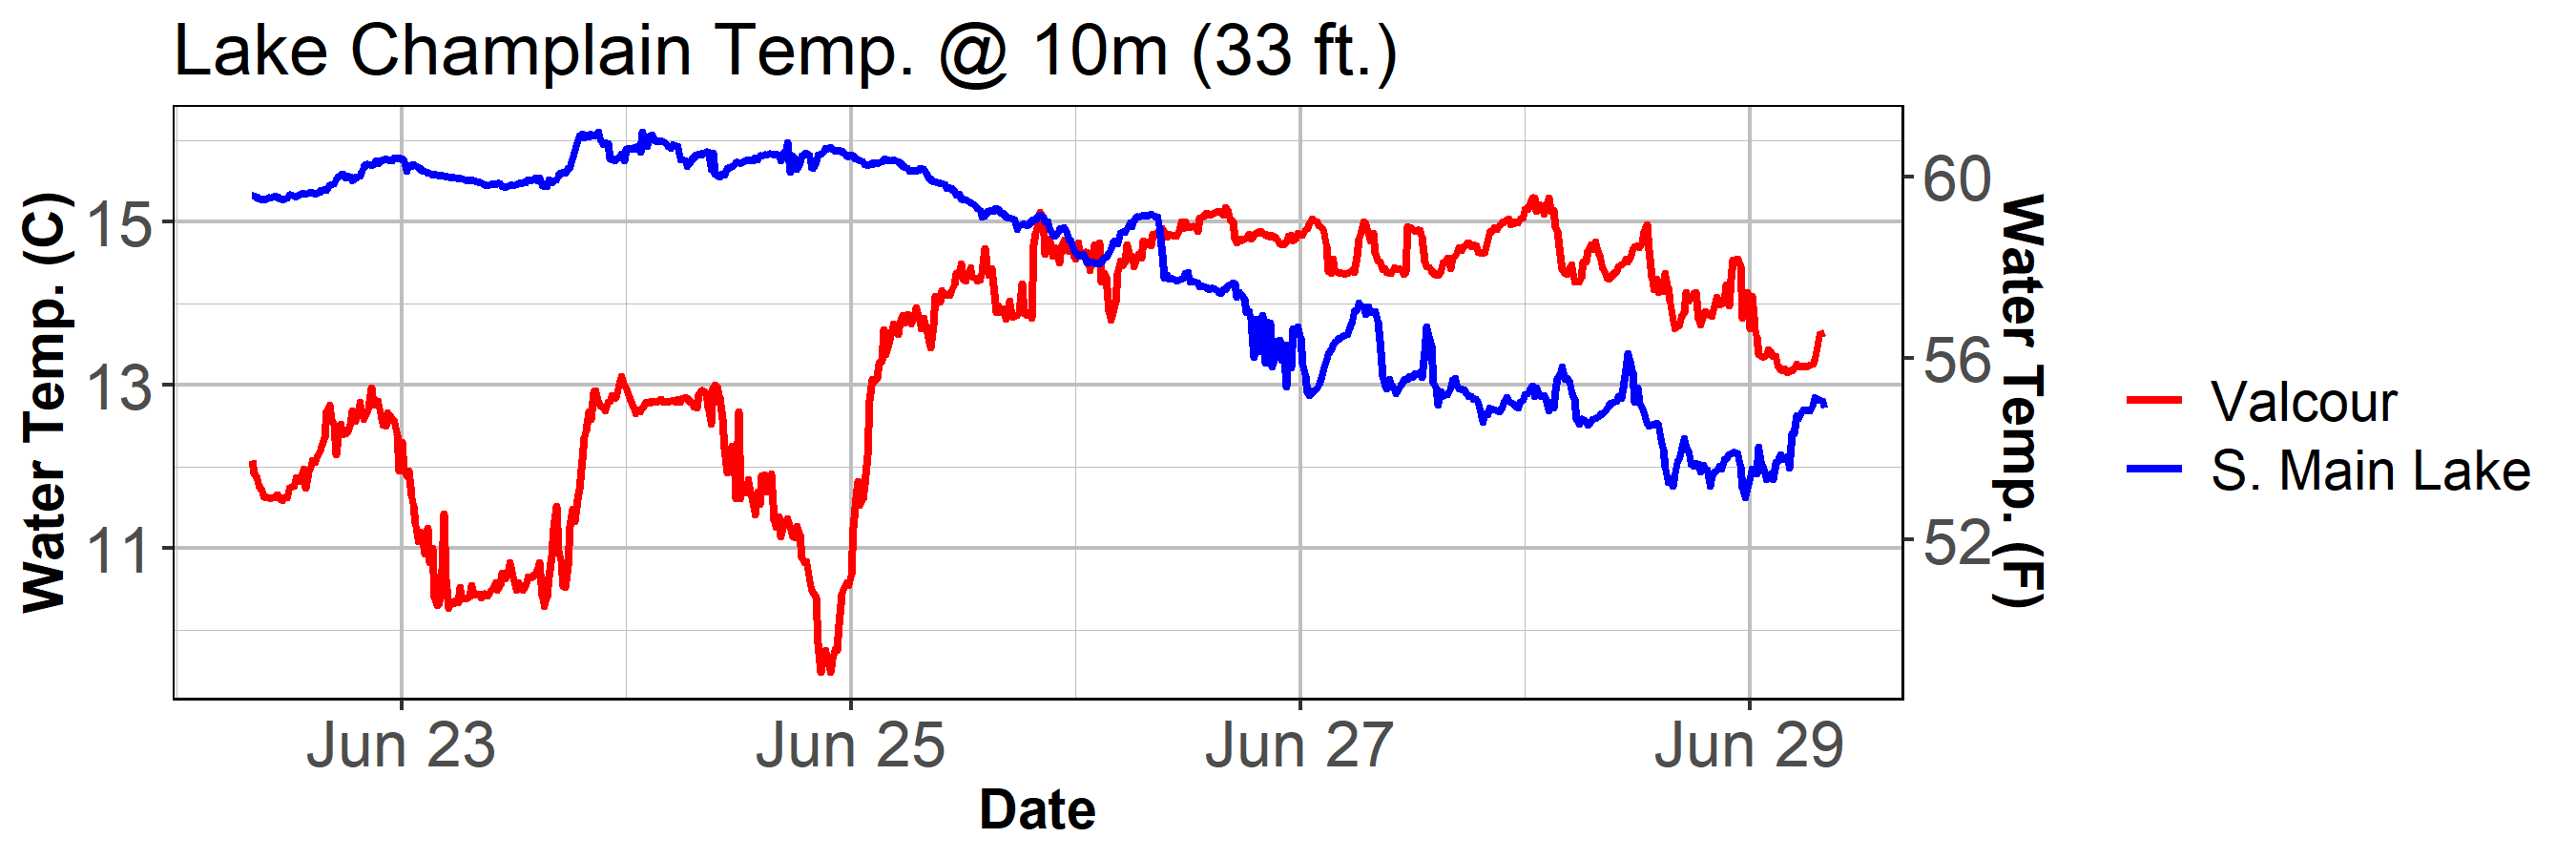 Lake Champlain Temp. @ 10m (33 ft.)
Water Temp. (C)
15
13
11
60
56
52
Water Temp. (F)
Jun 23
Jun 25
Jun 27
Jun 29
Date
Valcour
S. Main Lake